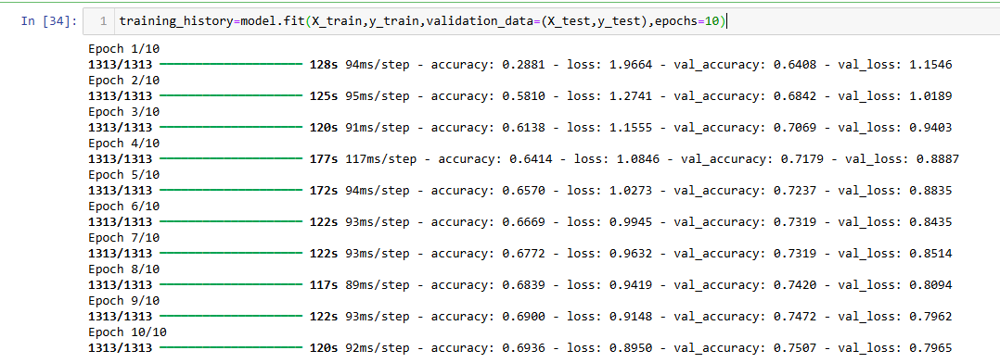 In [34]: 1 training_history=model.fit(X_train,y_train,validation_data=(X_test,y_test),epochs=10)
Epoch 1/10
1313/1313 ━━━━━━━━━━━━━━━━━━━━ 128s 94ms/step - accuracy: 0.2881 - loss: 1.9664 - val_accuracy: 0.6408 - val_loss: 1.1546
Epoch 2/10
1313/1313 ━━━━━━━━━━━━━━━━━━━━ 125s 95ms/step - accuracy: 0.5810 - loss: 1.2741 - val_accuracy: 0.6842 - val_loss: 1.0189
Epoch 3/10
1313/1313 ━━━━━━━━━━━━━━━━━━━━ 120s 91ms/step - accuracy: 0.6138 - loss: 1.1555 - val_accuracy: 0.7069 - val_loss: 0.9403
Epoch 4/10
1313/1313 ━━━━━━━━━━━━━━━━━━━━ 177s 117ms/step - accuracy: 0.6414 - loss: 1.0846 - val_accuracy: 0.7179 - val_loss: 0.8887
Epoch 5/10
1313/1313 ━━━━━━━━━━━━━━━━━━━━ 172s 94ms/step - accuracy: 0.6570 - loss: 1.0273 - val_accuracy: 0.7237 - val_loss: 0.8835
Epoch 6/10
1313/1313 ━━━━━━━━━━━━━━━━━━━━ 122s 93ms/step - accuracy: 0.6669 - loss: 0.9945 - val_accuracy: 0.7319 - val_loss: 0.8435
Epoch 7/10
1313/1313 ━━━━━━━━━━━━━━━━━━━━ 122s 93ms/step - accuracy: 0.6772 - loss: 0.9632 - val_accuracy: 0.7319 - val_loss: 0.8514
Epoch 8/10
1313/1313 ━━━━━━━━━━━━━━━━━━━━ 117s 89ms/step - accuracy: 0.6839 - loss: 0.9419 - val_accuracy: 0.7420 - val_loss: 0.8094
Epoch 9/10
1313/1313 ━━━━━━━━━━━━━━━━━━━━ 122s 93ms/step - accuracy: 0.6900 - loss: 0.9148 - val_accuracy: 0.7472 - val_loss: 0.7962
Epoch 10/10
1313/1313 ━━━━━━━━━━━━━━━━━━━━ 120s 92ms/step - accuracy: 0.6936 - loss: 0.8950 - val_accuracy: 0.7507 - val_loss: 0.7965